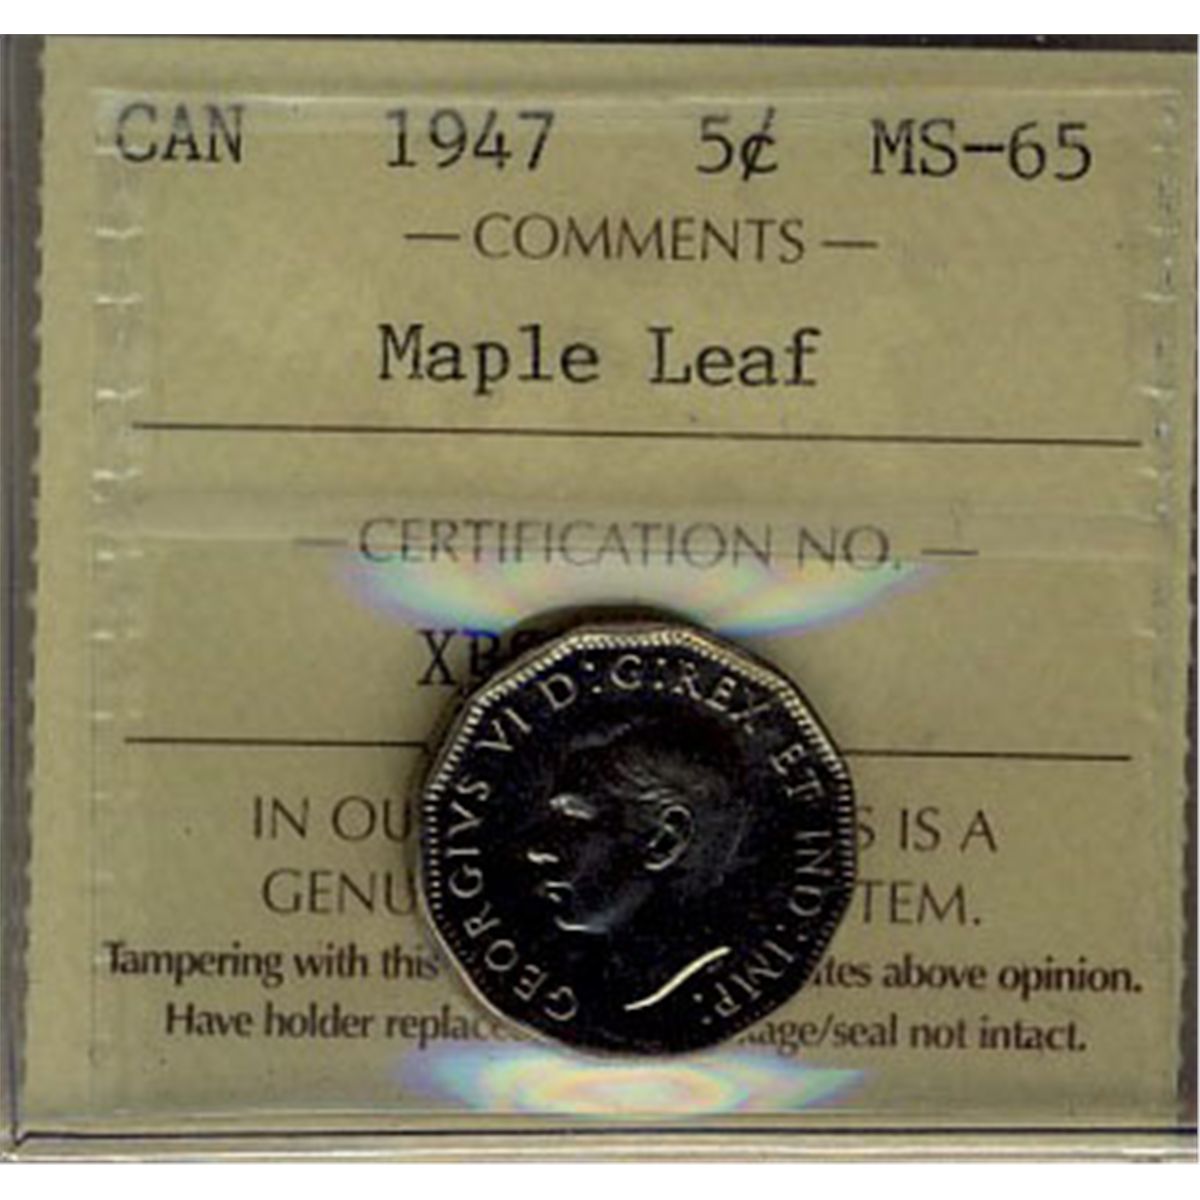 CAN 1947 5¢ MS-65
— COMMENTS —
Maple Leaf
— CERTIFICATION NO. —
IN OU S IS A
GENU TEM.
Tampering with this tes above opinion.
Have holder replace age/seal not intact.
GEORGIVS VI D:G:REX ET IND:IMP: